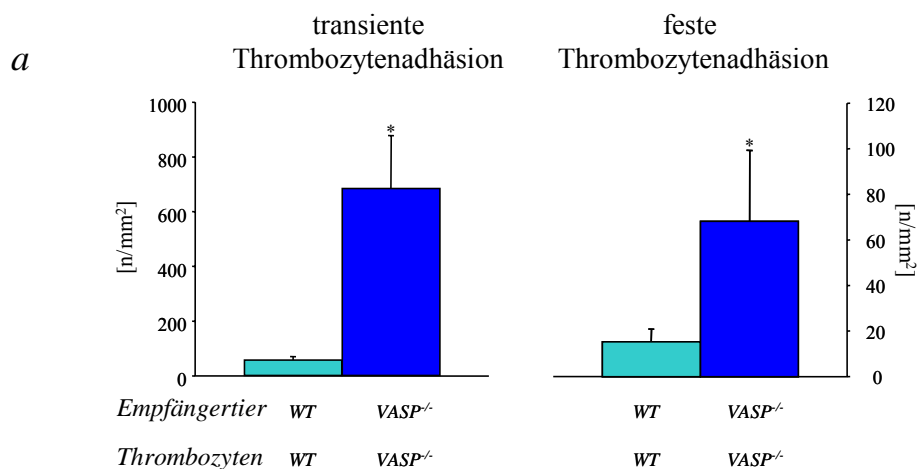 a
transiente
Thrombozytenadhäsion
feste
Thrombozytenadhäsion
[n/mm²]
1000
800
600
400
200
0
*
*
120
100
80
60
40
20
0
[n/mm²]
Empfängertier WT VASP⁻/⁻ WT VASP⁻/⁻
Thrombozyten WT VASP⁻/⁻ WT VASP⁻/⁻